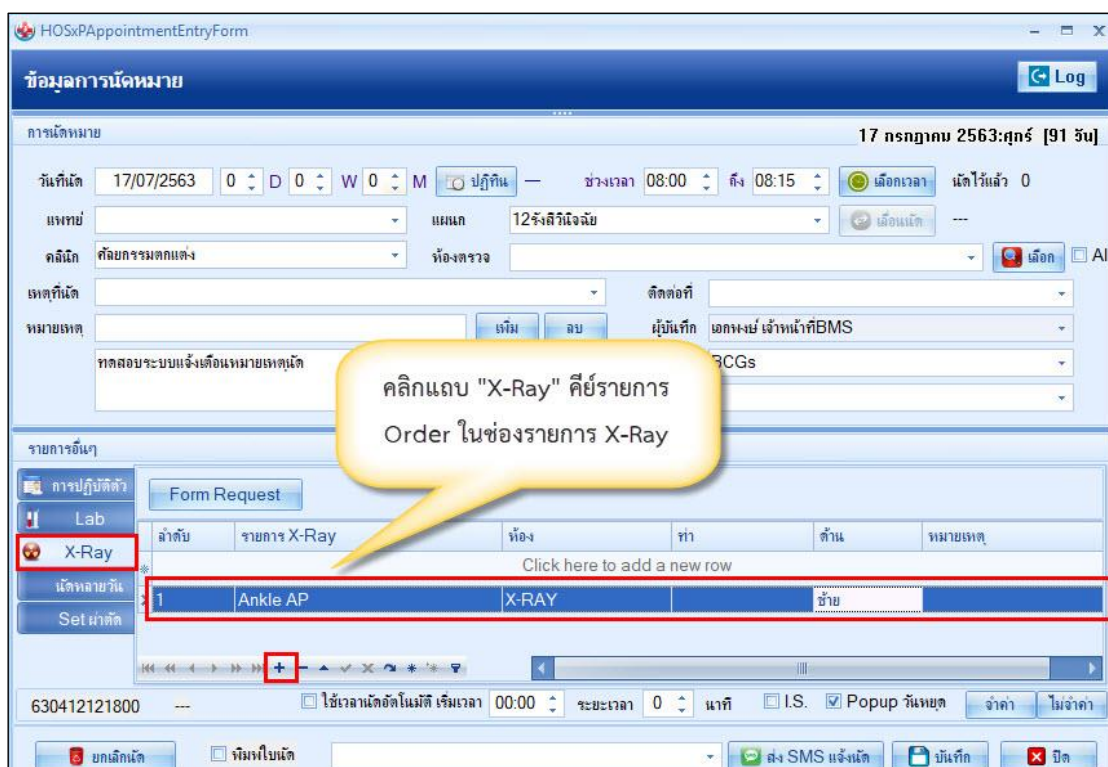 HOSxPAppointmentEntryForm
ข้อมูลการนัดหมาย Log
การนัดหมาย 17 กรกฎาคม 2563:ศุกร์ [91 วัน]
วันที่นัด 17/07/2563 0 D 0 W 0 M ปฏิทิน — ช่วงเวลา 08:00 ถึง 08:15 เลือกเวลา นัดไว้แล้ว 0
แพทย์ แผนก 12รังสีวินิจฉัย เลื่อนนัด ---
คลินิก ศัลยกรรมตกแต่ง ห้องตรวจ เลือก Al
เหตุที่นัด ติดต่อที่
หมายเหตุ เพิ่ม ลบ ผู้บันทึก เอกพงษ์ เจ้าหน้าที่BMS
ทดสอบระบบแจ้งเตือนหมายเหตุนัด BCGs
คลิกแถบ "X-Ray" คีย์รายการ
Order ในช่องรายการ X-Ray
รายการอื่นๆ
การปฏิบัติตัว Form Request
Lab
X-Ray
นัดหลายวัน
Set ผ่าตัด
ลำดับ รายการ X-Ray ห้อง ท่า ด้าน หมายเหตุ
Click here to add a new row
1 Ankle AP X-RAY ซ้าย
630412121800 --- ใช้เวลานัดอัตโนมัติ เริ่มเวลา 00:00 ระยะเวลา 0 นาที I.S. Popup วันหยุด จำค่า ไม่จำค่า
ยกเลิกนัด พิมพ์ใบนัด ส่ง SMS แจ้งนัด บันทึก ปิด